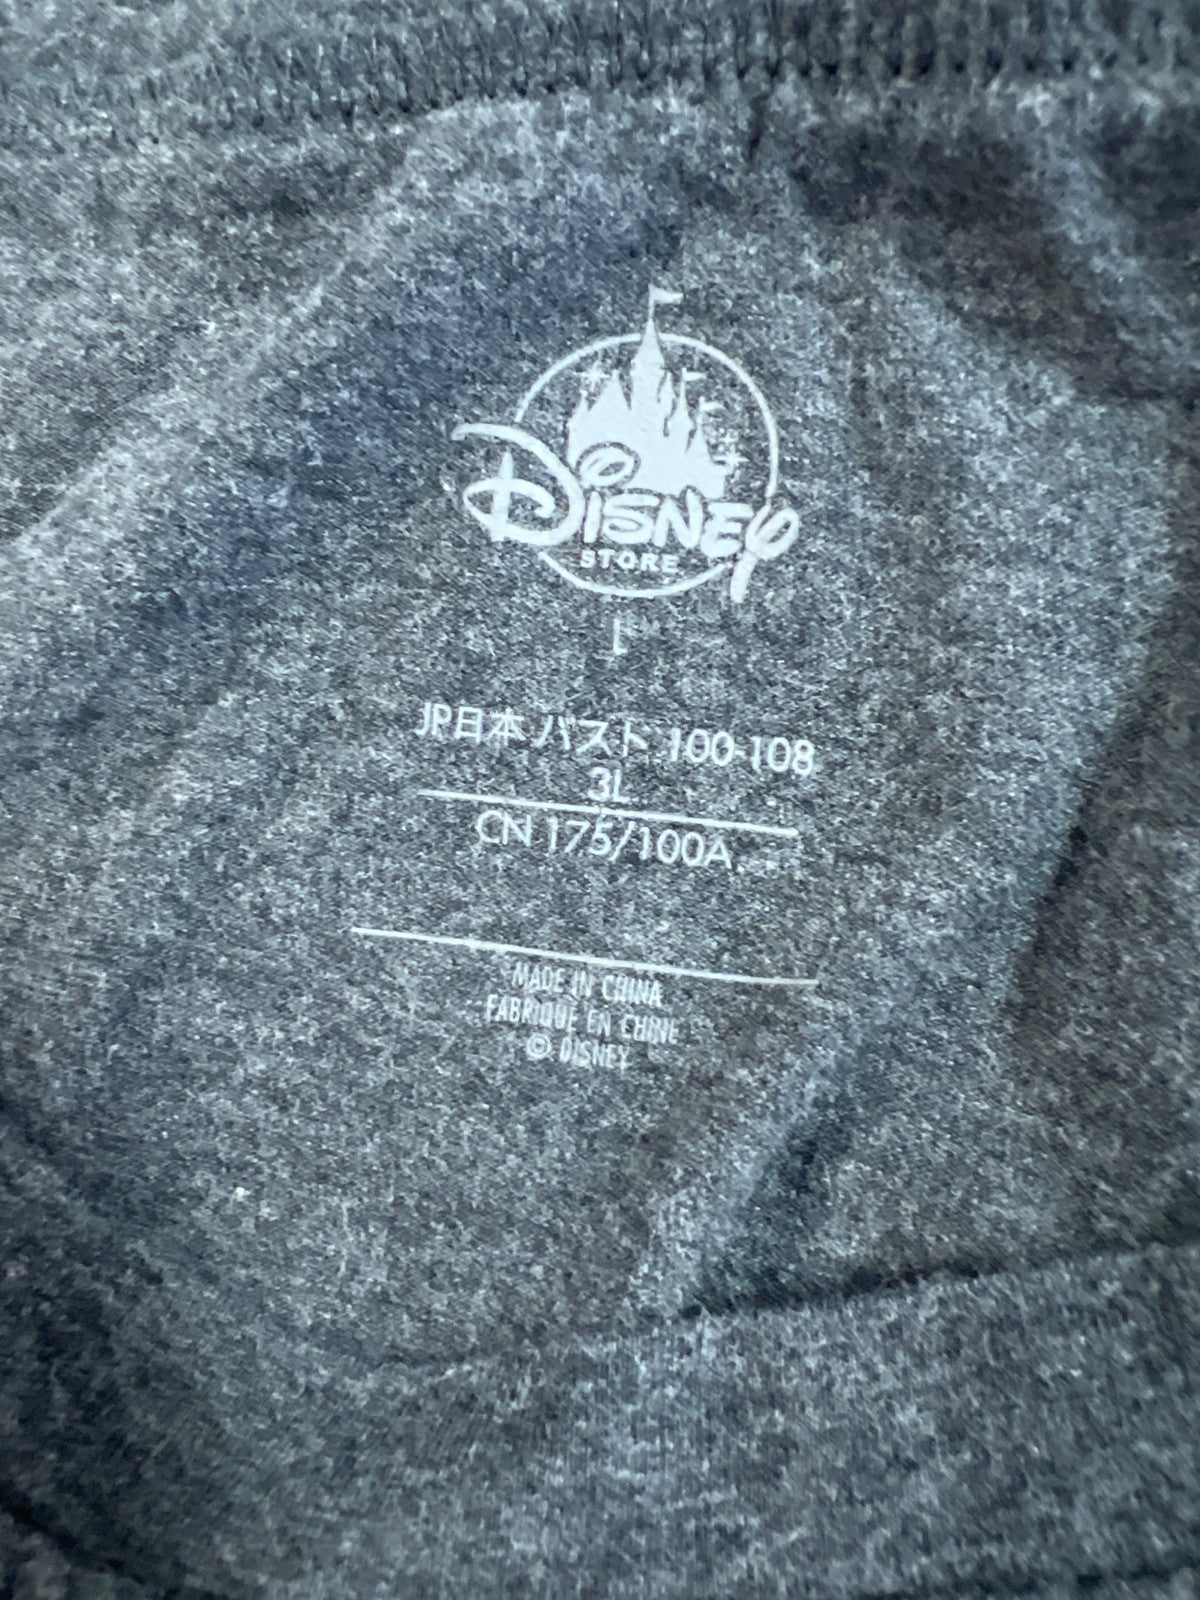 Disney
STORE
L
JP日本 バスト 100-108
3L
CN 175/100A
MADE IN CHINA
FABRIQUÉ EN CHINE
© DISNEY